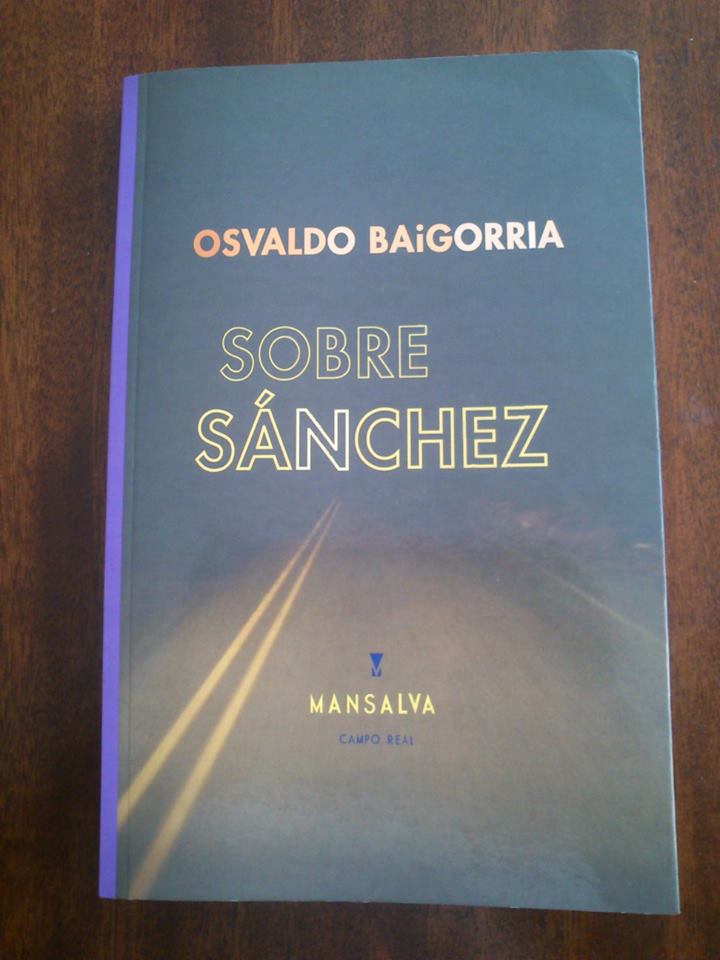 OSVALDO BAiGORRIA
SOBRE
SÁNCHEZ
MANSALVA
CAMPO REAL